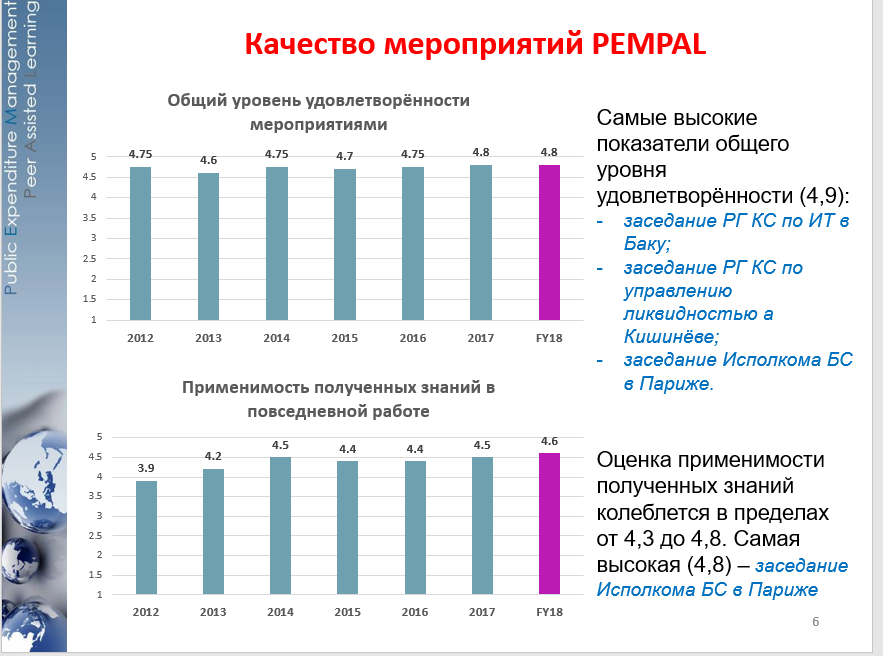 Public Expenditure Management
Peer Assisted Learning
Качество мероприятий PEMPAL
Общий уровень удовлетворённости
мероприятиями
5
4.5
4
3.5
3
2.5
2
1.5
1
4.75
4.6
4.75
4.7
4.75
4.8
4.8
2012
2013
2014
2015
2016
2017
FY18
Самые высокие
показатели общего
уровня
удовлетворённости (4,9):
- заседание РГ КС по ИТ в
Баку;
- заседание РГ КС по
управлению
ликвидностью а
Кишинёве;
- заседание Исполкома БС
в Париже.
Применимость полученных знаний в
повседневной работе
5
4.5
4
3.5
3
2.5
2
1.5
1
3.9
4.2
4.5
4.4
4.4
4.5
4.6
2012
2013
2014
2015
2016
2017
FY18
Оценка применимости
полученных знаний
колеблется в пределах
от 4,3 до 4,8. Самая
высокая (4,8) – заседание
Исполкома БС в Париже
6